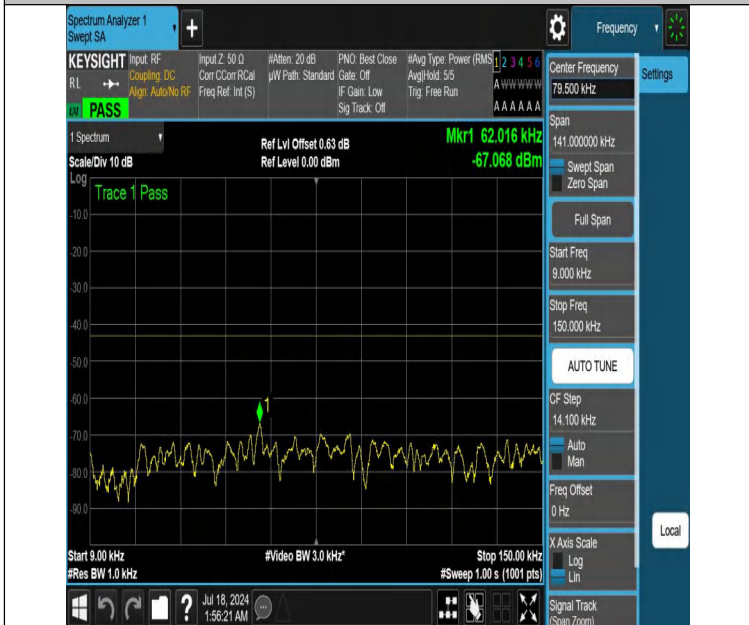 Spectrum Analyzer 1
Swept SA
Frequency
KEYSIGHT
RL
PASS
Input: RF
Coupling: DC
Align: Auto/No RF
Input Z: 50 Ω
Corr CCorr RCal
Freq Ref: Int (S)
#Atten: 20 dB
µW Path: Standard
PNO: Best Close
Gate: Off
IF Gain: Low
Sig Track: Off
#Avg Type: Power (RMS
Avg|Hold: 5/5
Trig: Free Run
1 2 3 4 5 6
A W W W W W
A A A A A A
1 Spectrum
Scale/Div 10 dB
Ref Lvl Offset 0.63 dB
Ref Level 0.00 dBm
Mkr1 62.016 kHz
-67.068 dBm
Log
Trace 1 Pass
-10.0
-20.0
-30.0
-40.0
-50.0
-60.0
-70.0
-80.0
-90.0
1
Start 9.00 kHz
#Res BW 1.0 kHz
#Video BW 3.0 kHz*
Stop 150.00 kHz
#Sweep 1.00 s (1001 pts)
Jul 18, 2024
1:56:21 AM
Center Frequency
79.500 kHz
Settings
Span
141.000000 kHz
Swept Span
Zero Span
Full Span
Start Freq
9.000 kHz
Stop Freq
150.000 kHz
AUTO TUNE
CF Step
14.100 kHz
Auto
Man
Freq Offset
0 Hz
Local
X Axis Scale
Log
Lin
Signal Track
(Span Zoom)